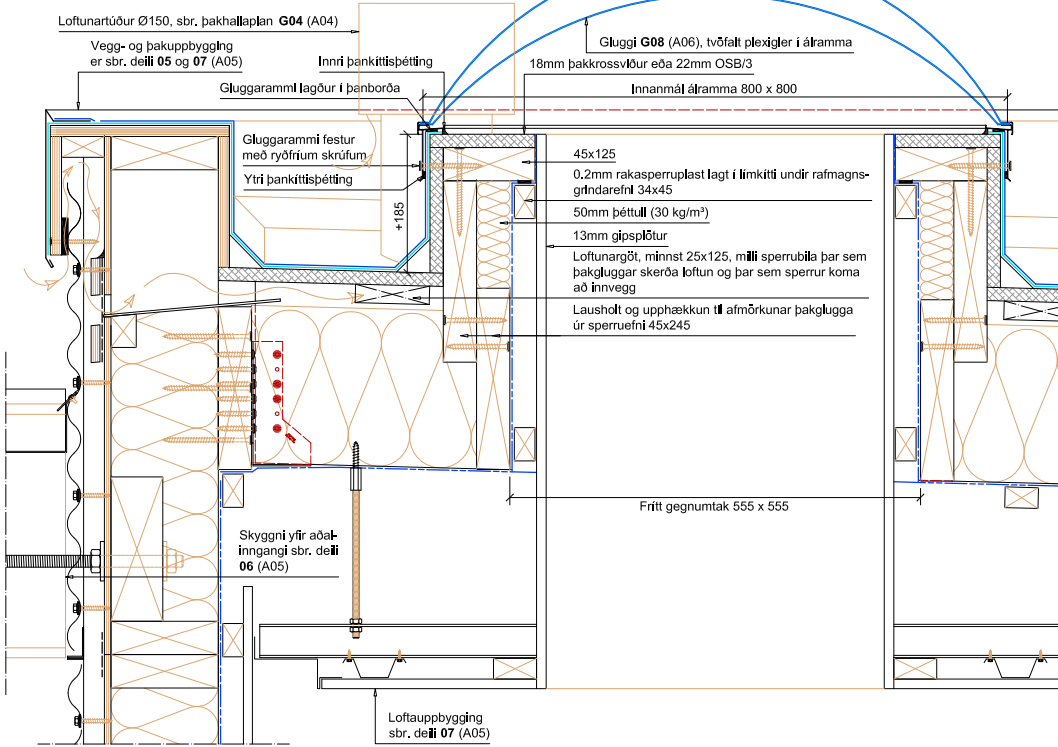 Loftunartúður Ø150, sbr. þakhallaplan G04 (A04)
Vegg- og þakuppbygging
er sbr. deili 05 og 07 (A05)
Innri þankíttisþétting
Gluggarammi lagður í þanborða
Gluggarammi festur
með ryðfríum skrúfum
Ytri þankíttisþétting
+185
Gluggi G08 (A06), tvöfalt plexigler í álramma
18mm þakkrossviður eða 22mm OSB/3
Innanmál álramma 800 x 800
45x125
0.2mm rakasperruplast lagt í límkítti undir rafmagns-
grindarefni 34x45
50mm þéttull (30 kg/m³)
13mm gipsplötur
Loftunargöt, minnst 25x125, milli sperrubila þar sem
þakgluggar skerða loftun og þar sem sperrur koma
að innvegg
Lausholt og upphækkun til afmörkunar þakglugga
úr sperruefni 45x245
Frítt gegnumtak 555 x 555
Skyggni yfir aðal-
inngangi sbr. deili
06 (A05)
Loftauppbygging
sbr. deili 07 (A05)